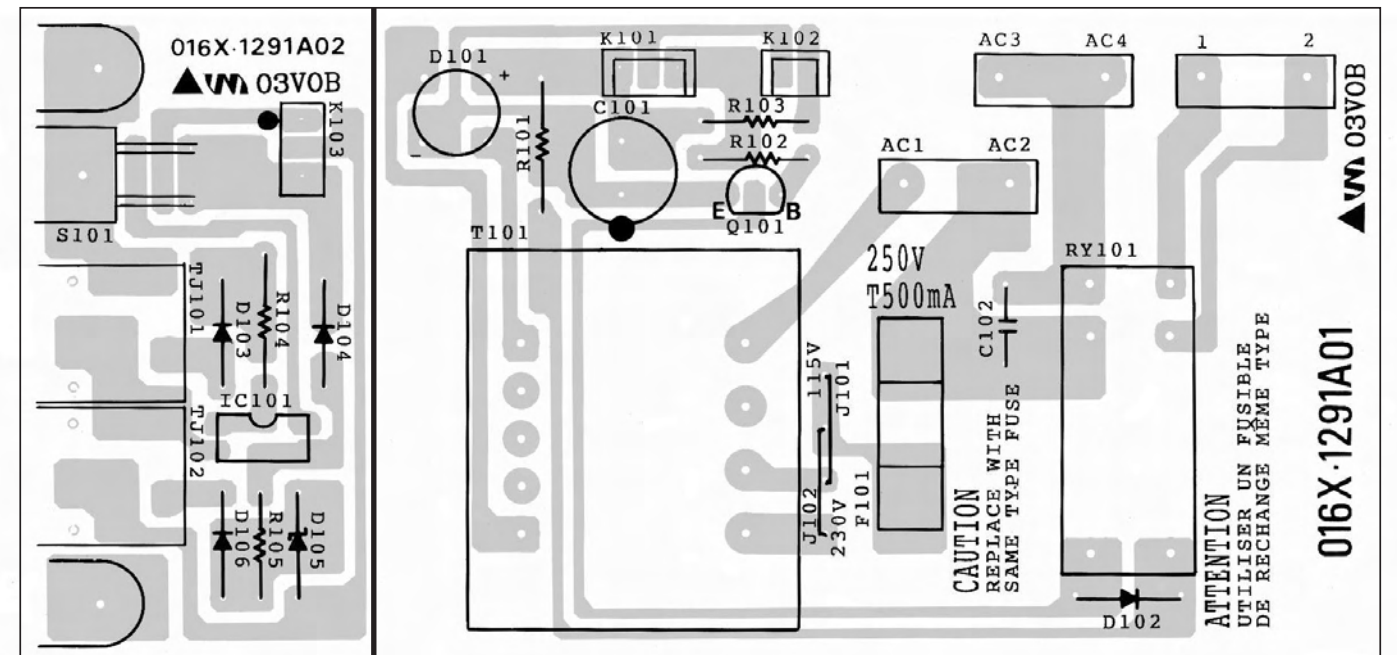 016X·1291A02
03V0B
K103
S101
TJ101
D103
R104
D104
IC101
TJ102
D106
R105
D105
D101
+
-
R101
K101
C101
K102
R103
R102
E B
Q101
T101
AC1 AC2
AC3 AC4
1 2
03V0B
250V
T500mA
C102
RY101
115V
J101
J102
230V
F101
CAUTION
REPLACE WITH
SAME TYPE FUSE
D102
ATTENTION
UTILISER UN FUSIBLE
DE RECHANGE MÊME TYPE
016X·1291A01